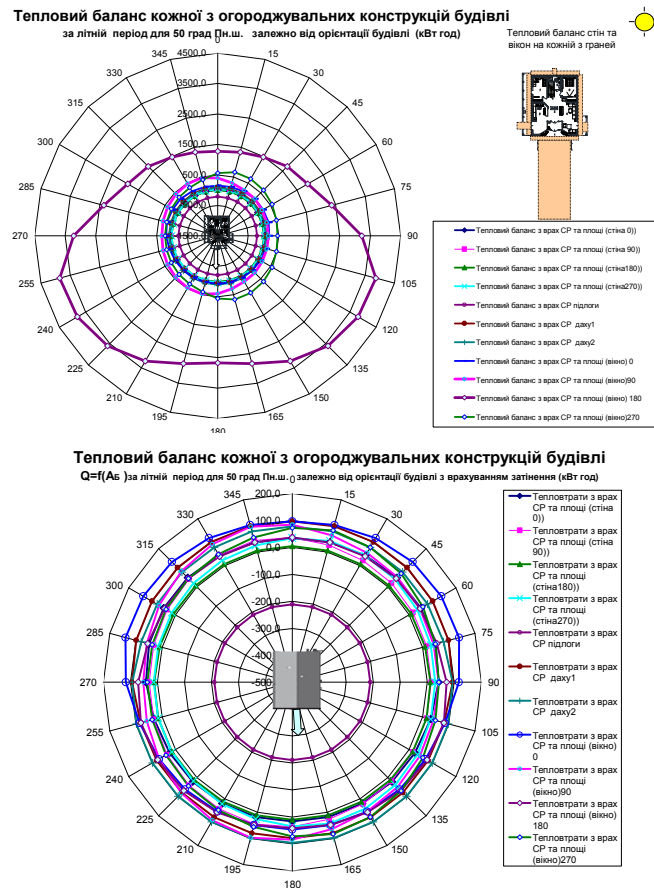 Тепловий баланс кожної з огороджувальних конструкцій будівлі
за літній період для 50 град Пн.ш. залежно від орієнтації будівлі (кВт год)
Тепловий баланс стін та
вікон на кожній з граней
0
15
30
45
60
75
90
105
120
135
150
165
180
195
210
225
240
255
270
285
300
315
330
345
4500,0
3500,0
2500,0
1500,0
500,0
Тепловий баланс з врах СР та площі (стіна 0))
Тепловий баланс з врах СР та площі (стіна 90))
Тепловий баланс з врах СР та площі (стіна180))
Тепловий баланс з врах СР та площі (стіна270))
Тепловий баланс з врах СР підлоги
Тепловий баланс з врах СР даху1
Тепловий баланс з врах СР даху2
Тепловий баланс з врах СР та площі (вікно) 0
Тепловий баланс з врах СР та площі (вікно)90
Тепловий баланс з врах СР та площі (вікно) 180
Тепловий баланс з врах СР та площі (вікно)270
Тепловий баланс кожної з огороджувальних конструкцій будівлі
Q=f(АБ )за літній період для 50 град Пн.ш. залежно від орієнтації будівлі з врахуванням затінення (кВт год)
0
15
30
45
60
75
90
105
120
135
150
165
180
195
210
225
240
255
270
285
300
315
330
345
200,0
100,0
0,0
-100,0
-200,0
-300,0
Тепловтрати з врах
СР та площі (стіна
0))
Тепловтрати з врах
СР та площі (стіна
90))
Тепловтрати з врах
СР та площі
(стіна180))
Тепловтрати з врах
СР та площі
(стіна270))
Тепловтрати з врах
СР підлоги
Тепловтрати з врах
СР даху1
Тепловтрати з врах
СР даху2
Тепловтрати з врах
СР та площі (вікно)
0
Тепловтрати з врах
СР та площі
(вікно)90
Тепловтрати з врах
СР та площі (вікно)
180
Тепловтрати з врах
СР та площі
(вікно)270